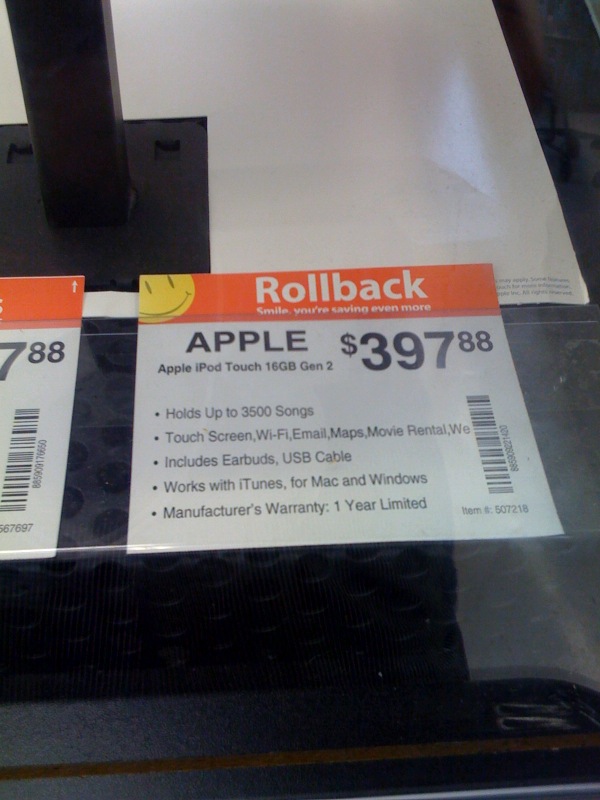 Rollback
Smile, you're saving even more
APPLE
$397 88
Apple iPod Touch 16GB Gen 2
• Holds Up to 3500 Songs
• Touch Screen,Wi-Fi,Email,Maps,Movie Rental,We
• Includes Earbuds, USB Cable
• Works with iTunes, for Mac and Windows
• Manufacturer's Warranty: 1 Year Limited
Item #: 507218
7 88
567697